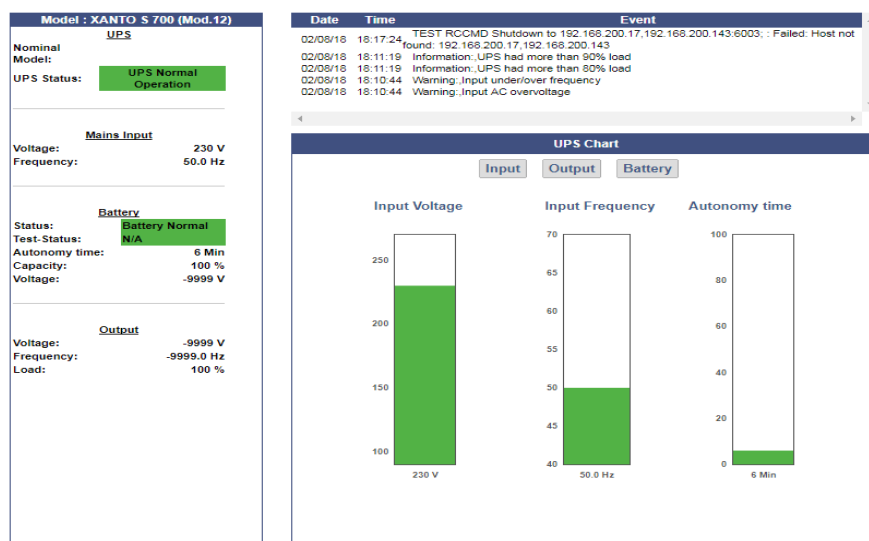 Model : XANTO S 700 (Mod.12)
UPS
Nominal
Model:
UPS Status: UPS Normal
Operation
Mains Input
Voltage: 230 V
Frequency: 50.0 Hz
Battery
Status: Battery Normal
Test-Status: N/A
Autonomy time: 6 Min
Capacity: 100 %
Voltage: -9999 V
Output
Voltage: -9999 V
Frequency: -9999.0 Hz
Load: 100 %
Date Time Event
02/08/18 18:17:24 TEST RCCMD Shutdown to 192.168.200.17,192.168.200.143:6003; : Failed: Host not
found: 192.168.200.17,192.168.200.143
02/08/18 18:11:19 Information:,UPS had more than 90% load
02/08/18 18:11:19 Information:,UPS had more than 80% load
02/08/18 18:10:44 Warning:,Input under/over frequency
02/08/18 18:10:44 Warning:,Input AC overvoltage
UPS Chart
Input Output Battery
Input Voltage Input Frequency Autonomy time
250
200
150
100
230 V
70
65
60
55
50
45
40
50.0 Hz
100
80
60
40
20
0
6 Min